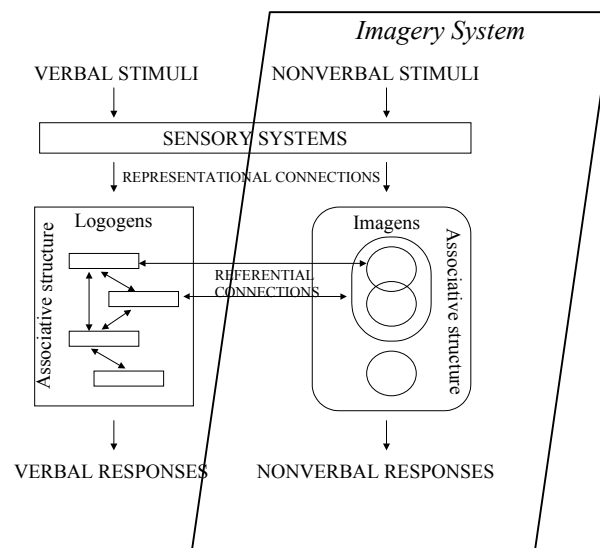 Imagery System
VERBAL STIMULI
NONVERBAL STIMULI
SENSORY SYSTEMS
REPRESENTATIONAL CONNECTIONS
Logogens
Associative structure
REFERENTIAL
CONNECTIONS
Imagens
Associative structure
VERBAL RESPONSES
NONVERBAL RESPONSES